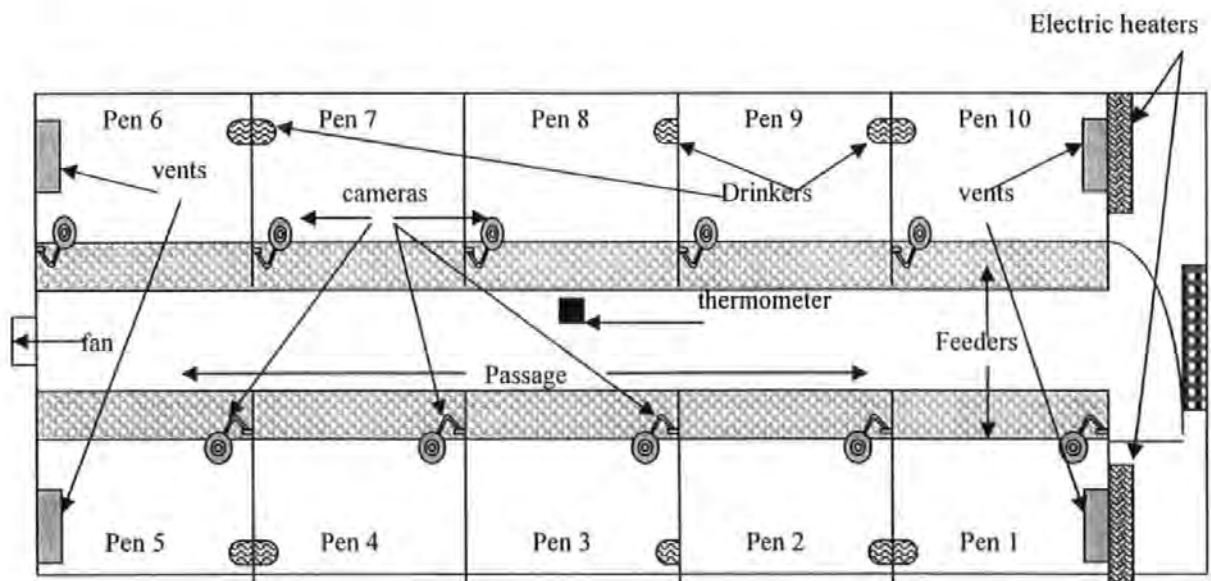 Electric heaters
Pen 6
Pen 7
Pen 8
Pen 9
Pen 10
vents
cameras
Drinkers
vents
thermometer
fan
Feeders
Passage
Pen 5
Pen 4
Pen 3
Pen 2
Pen 1